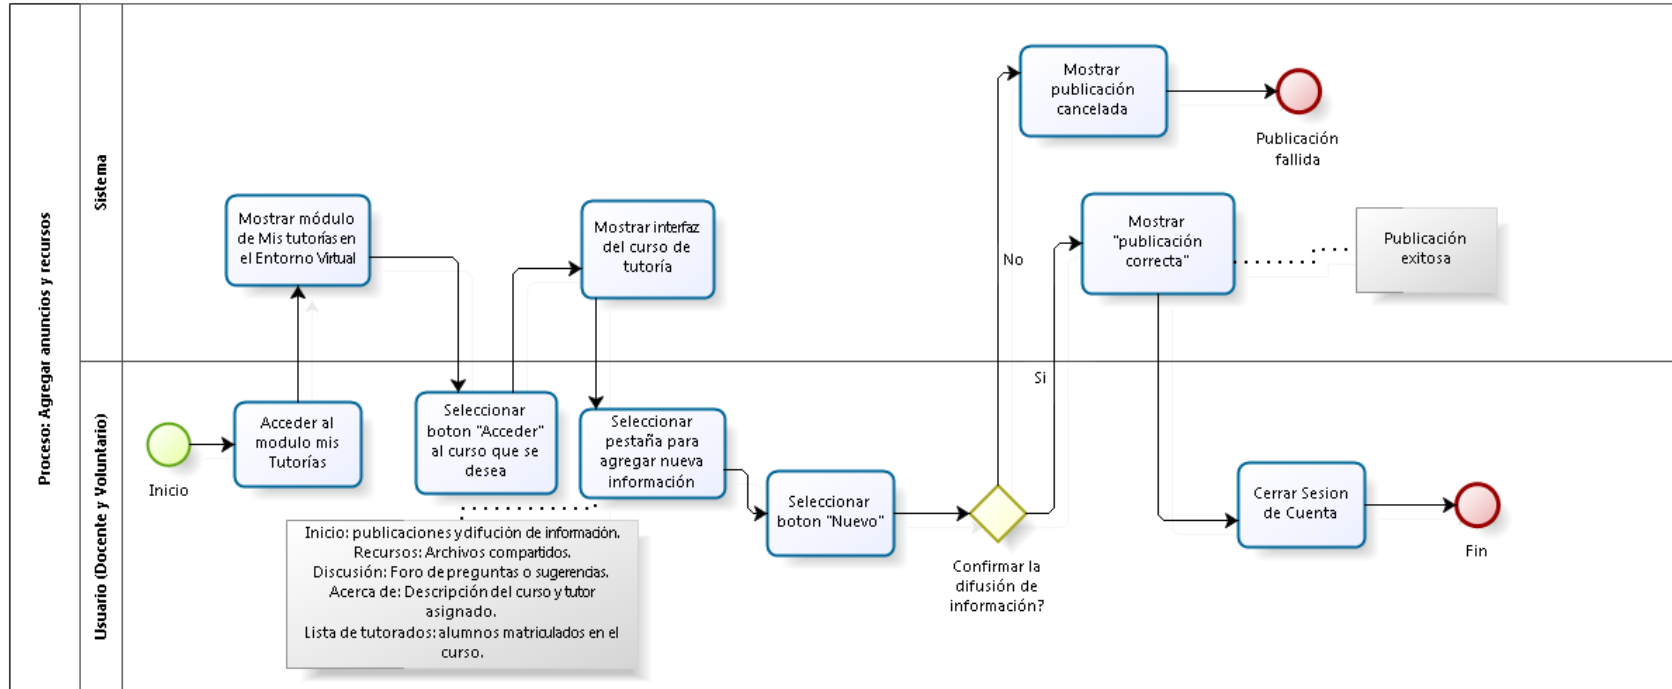 Proceso: Agregar anuncios y recursos
Sistema
Mostrar
publicación
cancelada
Publicación
fallida
Mostrar módulo
de Mis tutorías en
el Entorno Virtual
Mostrar interfaz
del curso de
tutoría
No
Mostrar
"publicación
correcta"
Publicación
exitosa
Usuario (Docente y Voluntario)
Si
Inicio
Acceder al
modulo mis
Tutorías
Seleccionar
boton "Acceder"
al curso que se
desea
Seleccionar
pestaña para
agregar nueva
información
Seleccionar
boton "Nuevo"
Confirmar la
difusión de
información?
Cerrar Sesion
de Cuenta
Fin
Inicio: publicaciones y difución de información.
Recursos: Archivos compartidos.
Discusión: Foro de preguntas o sugerencias.
Acerca de: Descripción del curso y tutor
asignado.
Lista de tutorados: alumnos matriculados en el
curso.